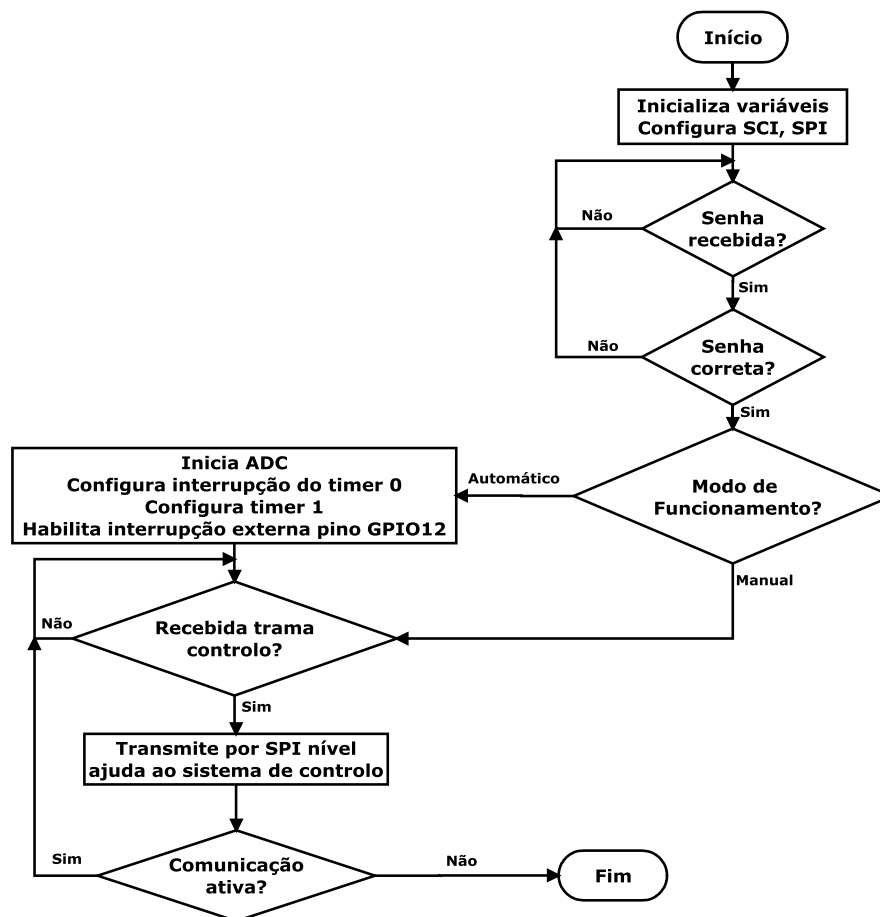 Início
Inicializa variáveis
Configura SCI, SPI
Não
Senha
recebida?
Sim
Não
Senha
correta?
Sim
Inicia ADC
Configura interrupção do timer 0
Configura timer 1
Habilita interrupção externa pino GPIO12
Automático
Modo de
Funcionamento?
Manual
Não
Recebida trama
controlo?
Sim
Transmite por SPI nível
ajuda ao sistema de controlo
Sim
Comunicação
ativa?
Não
Fim